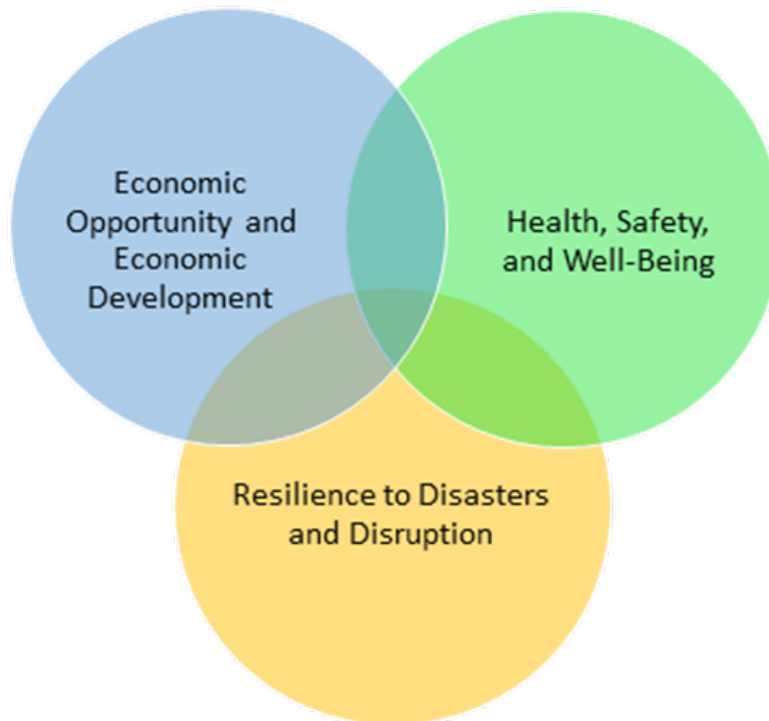 Economic
Opportunity and
Economic
Development
Health, Safety,
and Well-Being
Resilience to Disasters
and Disruption